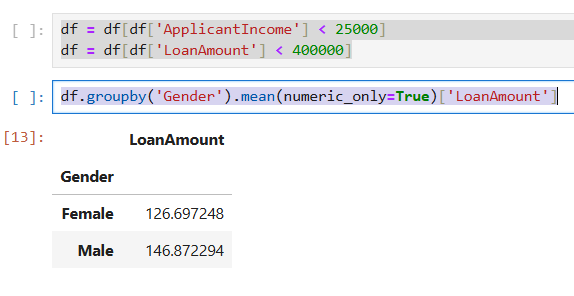 [ ]: df = df[df['ApplicantIncome'] < 25000]
df = df[df['LoanAmount'] < 400000]
[ ]: df.groupby('Gender').mean(numeric_only=True)['LoanAmount']
[13]: LoanAmount
Gender
Female 126.697248
Male 146.872294